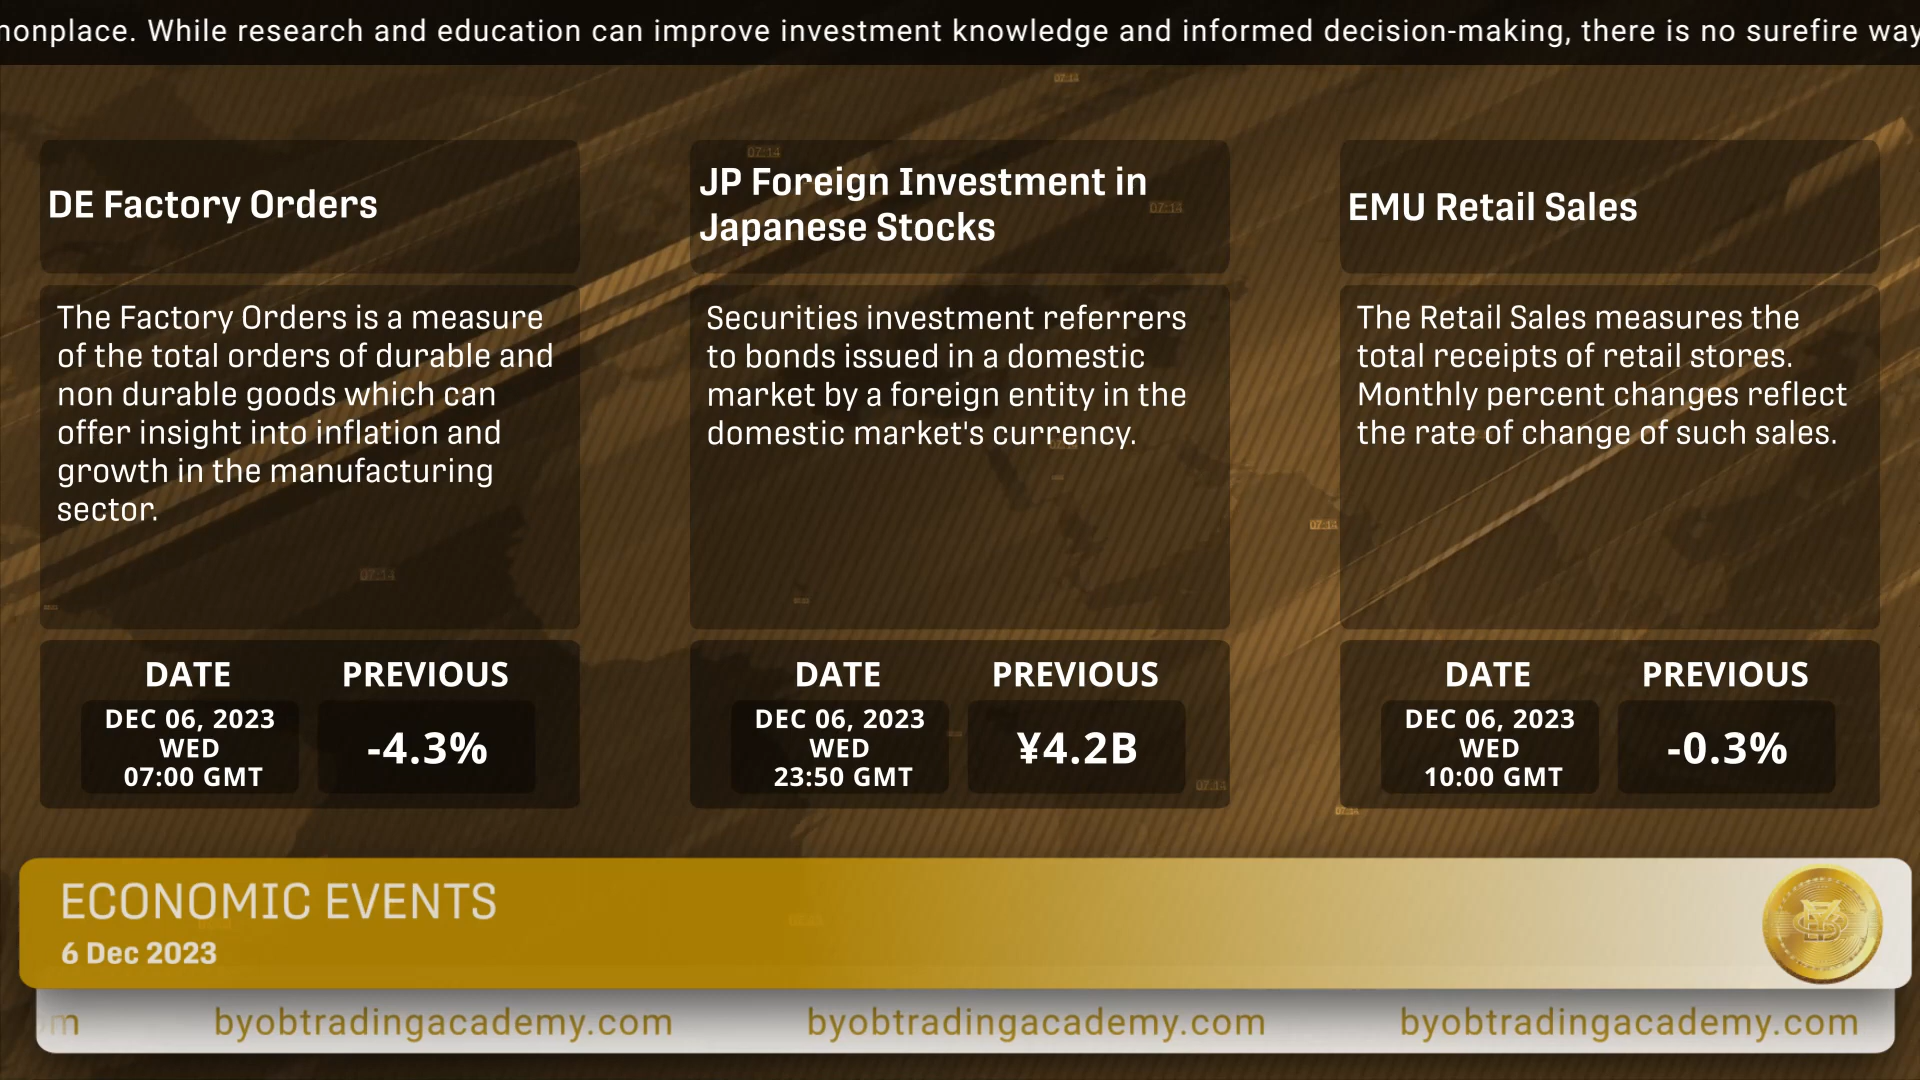 While research and education can improve investment knowledge and informed decision-making, there is no surefire way
DE Factory Orders
The Factory Orders is a measure
of the total orders of durable and
non durable goods which can
offer insight into inflation and
growth in the manufacturing
sector.
DATE
PREVIOUS
DEC 06, 2023
WED
07:00 GMT
-4.3%
JP Foreign Investment in
Japanese Stocks
Securities investment referrers
to bonds issued in a domestic
market by a foreign entity in the
domestic market's currency.
DATE
PREVIOUS
DEC 06, 2023
WED
23:50 GMT
¥4.2B
EMU Retail Sales
The Retail Sales measures the
total receipts of retail stores.
Monthly percent changes reflect
the rate of change of such sales.
DATE
PREVIOUS
DEC 06, 2023
WED
10:00 GMT
-0.3%
ECONOMIC EVENTS
6 Dec 2023
byobtradingacademy.com byobtradingacademy.com byobtradingacademy.com